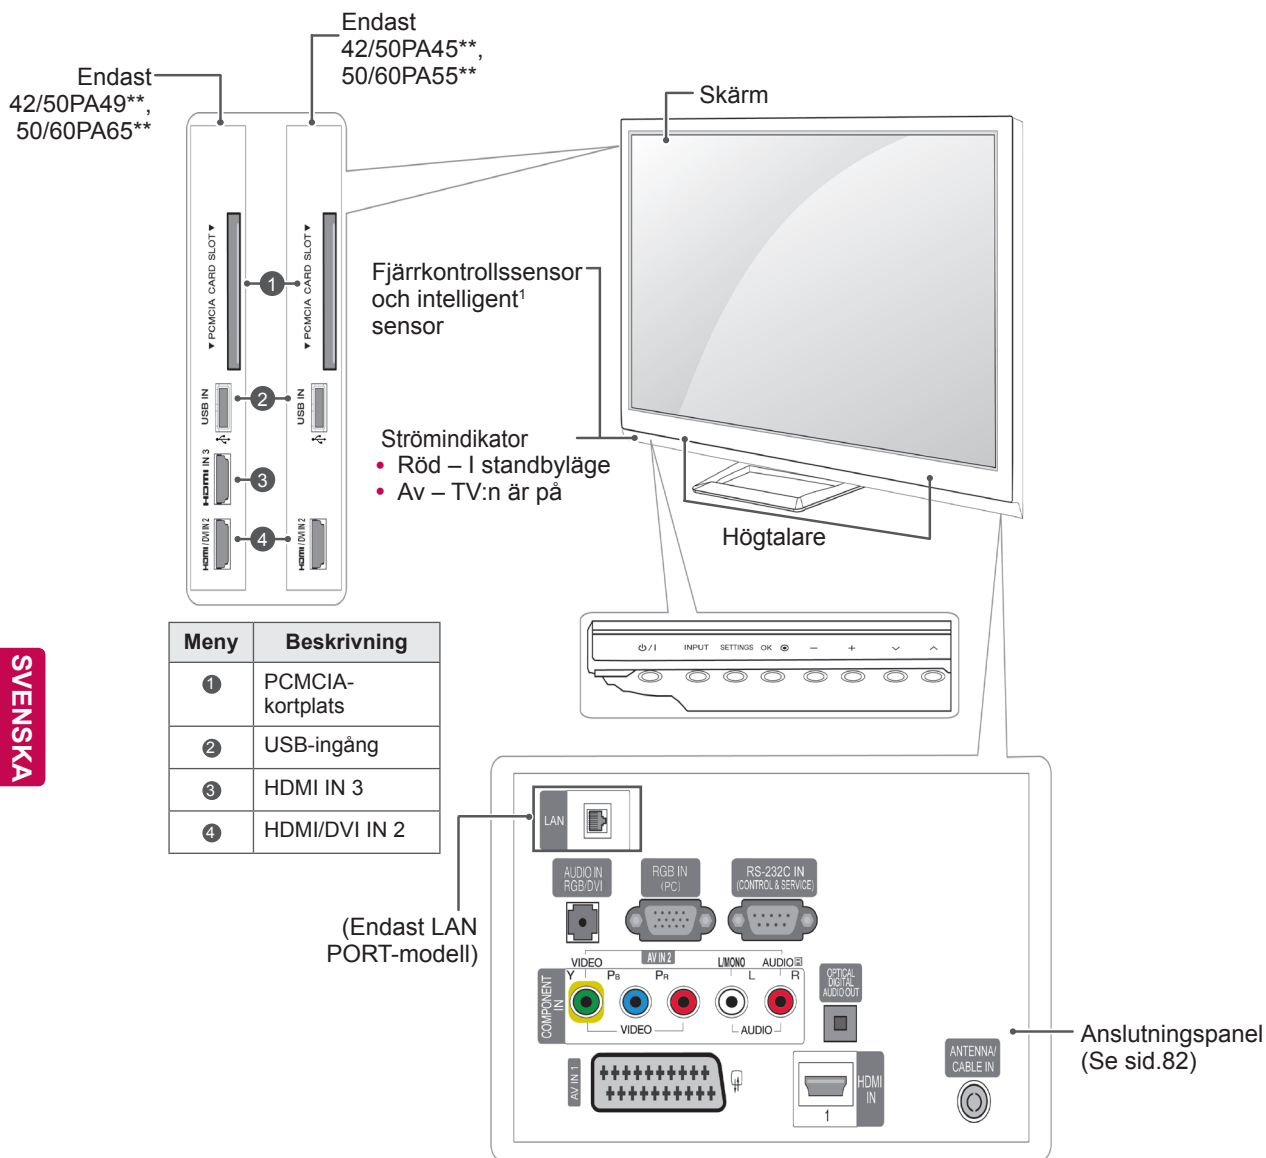 Endast
42/50PA45**,
50/60PA55**
Endast
42/50PA49**,
50/60PA65**
Skärm
▼ PCMCIA CARD SLOT ▼
▼ PCMCIA CARD SLOT ▼
1
USB IN
USB IN
2
HDMI IN 3
3
HDMI / DVI IN 2
HDMI / DVI IN 2
4
Fjärrkontrollssensor
och intelligent¹
sensor
Strömindikator
• Röd – I standbyläge
• Av – TV:n är på
Högtalare
⏻/I INPUT SETTINGS OK ⦿ − + ﹀ ︿
Meny Beskrivning
1 PCMCIA-
kortplats
2 USB-ingång
3 HDMI IN 3
4 HDMI/DVI IN 2
SVENSKA
LAN
(Endast LAN
PORT-modell)
AUDIO IN
RGB/DVI
RGB IN
(PC)
RS-232C IN
(CONTROL & SERVICE)
AV IN 2
VIDEO L/MONO AUDIO R
Y PB PR L
COMPONENT
IN
VIDEO AUDIO
OPTICAL
DIGITAL
AUDIO OUT
AV IN 1
HDMI
IN
1
ANTENNA/
CABLE IN
Anslutningspanel
(Se sid.82)